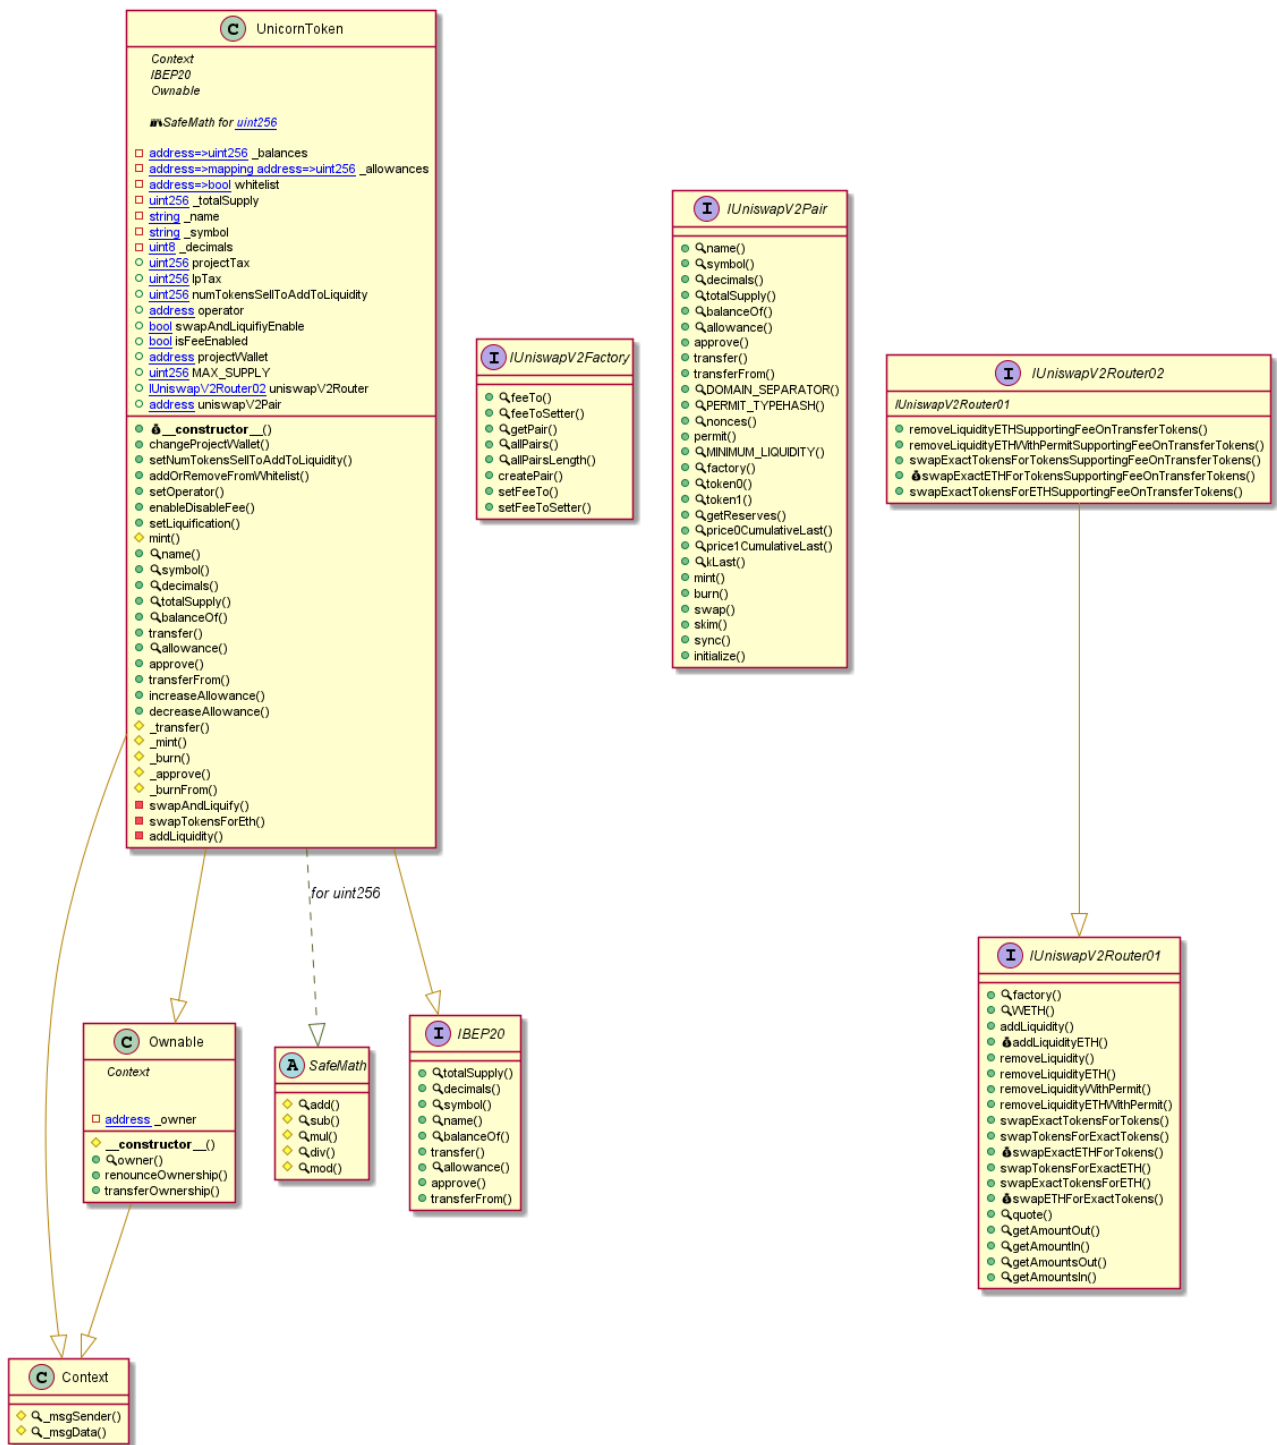 C UnicornToken
Context
IBEP20
Ownable
SafeMath for uint256
address=>uint256 _balances
address=>mapping address=>uint256 _allowances
address=>bool whitelist
uint256 _totalSupply
string _name
string _symbol
uint8 _decimals
uint256 projectTax
uint256 lpTax
uint256 numTokensSellToAddToLiquidity
address operator
bool swapAndLiquifiyEnable
bool isFeeEnabled
address projectWallet
uint256 MAX_SUPPLY
IUniswapV2Router02 uniswapV2Router
address uniswapV2Pair
__constructor__()
changeProjectWallet()
setNumTokensSellToAddToLiquidity()
addOrRemoveFromWhitelist()
setOperator()
enableDisableFee()
setLiquification()
mint()
name()
symbol()
decimals()
totalSupply()
balanceOf()
transfer()
allowance()
approve()
transferFrom()
increaseAllowance()
decreaseAllowance()
_transfer()
_mint()
_burn()
_approve()
_burnFrom()
swapAndLiquify()
swapTokensForEth()
addLiquidity()
I IUniswapV2Factory
feeTo()
feeToSetter()
getPair()
allPairs()
allPairsLength()
createPair()
setFeeTo()
setFeeToSetter()
I IUniswapV2Pair
name()
symbol()
decimals()
totalSupply()
balanceOf()
allowance()
approve()
transfer()
transferFrom()
DOMAIN_SEPARATOR()
PERMIT_TYPEHASH()
nonces()
permit()
MINIMUM_LIQUIDITY()
factory()
token0()
token1()
getReserves()
price0CumulativeLast()
price1CumulativeLast()
kLast()
mint()
burn()
swap()
skim()
sync()
initialize()
I IUniswapV2Router02
IUniswapV2Router01
removeLiquidityETHSupportingFeeOnTransferTokens()
removeLiquidityETHWithPermitSupportingFeeOnTransferTokens()
swapExactTokensForTokensSupportingFeeOnTransferTokens()
swapExactETHForTokensSupportingFeeOnTransferTokens()
swapExactTokensForETHSupportingFeeOnTransferTokens()
for uint256
C Ownable
Context
address _owner
__constructor__()
owner()
renounceOwnership()
transferOwnership()
A SafeMath
add()
sub()
mul()
div()
mod()
I IBEP20
totalSupply()
decimals()
symbol()
name()
balanceOf()
transfer()
allowance()
approve()
transferFrom()
I IUniswapV2Router01
factory()
WETH()
addLiquidity()
addLiquidityETH()
removeLiquidity()
removeLiquidityETH()
removeLiquidityWithPermit()
removeLiquidityETHWithPermit()
swapExactTokensForTokens()
swapTokensForExactTokens()
swapExactETHForTokens()
swapTokensForExactETH()
swapExactTokensForETH()
swapETHForExactTokens()
quote()
getAmountOut()
getAmountIn()
getAmountsOut()
getAmountsIn()
C Context
_msgSender()
_msgData()